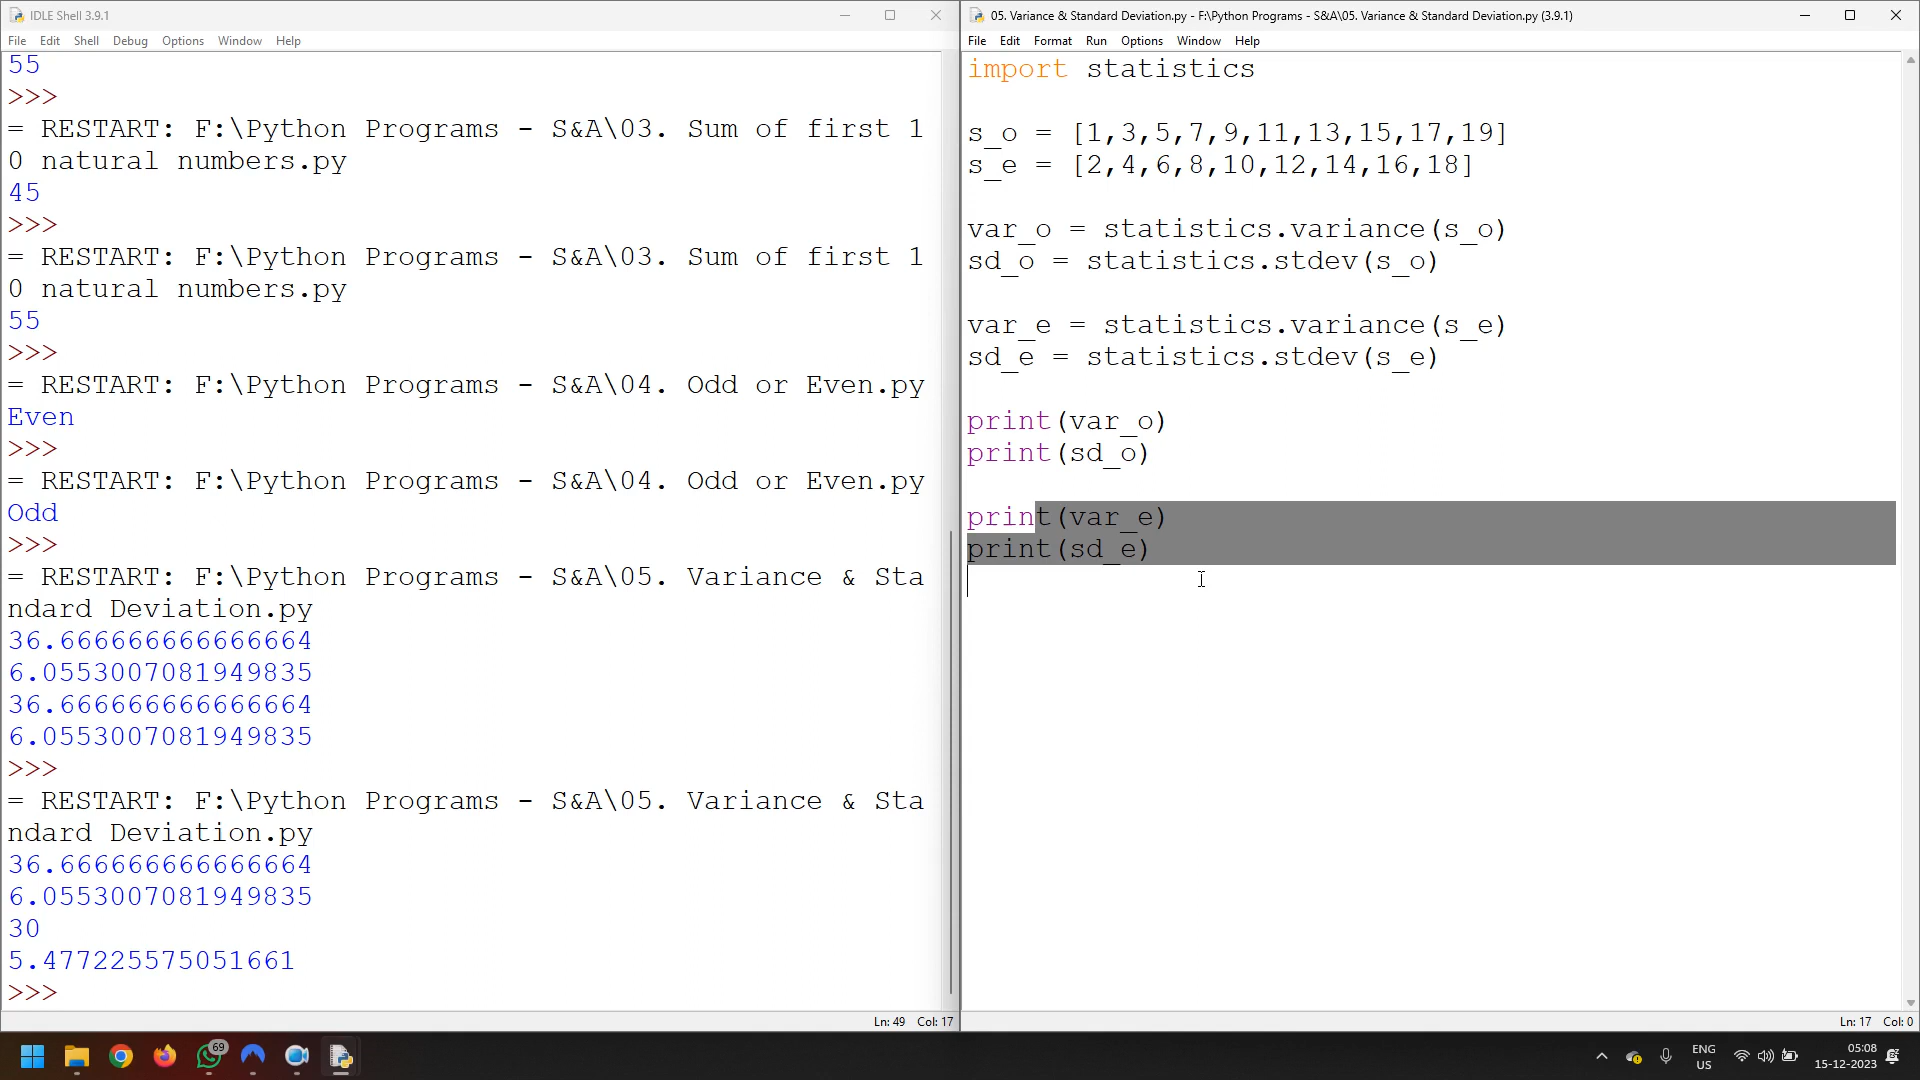 IDLE Shell 3.9.1
File Edit Shell Debug Options Window Help
55
>>>
= RESTART: F:\Python Programs - S&A\03. Sum of first 1
0 natural numbers.py
45
>>>
= RESTART: F:\Python Programs - S&A\03. Sum of first 1
0 natural numbers.py
55
>>>
= RESTART: F:\Python Programs - S&A\04. Odd or Even.py
Even
>>>
= RESTART: F:\Python Programs - S&A\04. Odd or Even.py
Odd
>>>
= RESTART: F:\Python Programs - S&A\05. Variance & Sta
ndard Deviation.py
36.666666666666664
6.0553007081949835
36.666666666666664
6.0553007081949835
>>>
= RESTART: F:\Python Programs - S&A\05. Variance & Sta
ndard Deviation.py
36.666666666666664
6.0553007081949835
30
5.477225575051661
>>>
Ln: 49 Col: 17
05. Variance & Standard Deviation.py - F:\Python Programs - S&A\05. Variance & Standard Deviation.py (3.9.1)
File Edit Format Run Options Window Help
import statistics
s_o = [1,3,5,7,9,11,13,15,17,19]
s_e = [2,4,6,8,10,12,14,16,18]
var_o = statistics.variance(s_o)
sd_o = statistics.stdev(s_o)
var_e = statistics.variance(s_e)
sd_e = statistics.stdev(s_e)
print(var_o)
print(sd_o)
print(var_e)
print(sd_e)
Ln: 17 Col: 0
69
ENG
US
05:08
15-12-2023